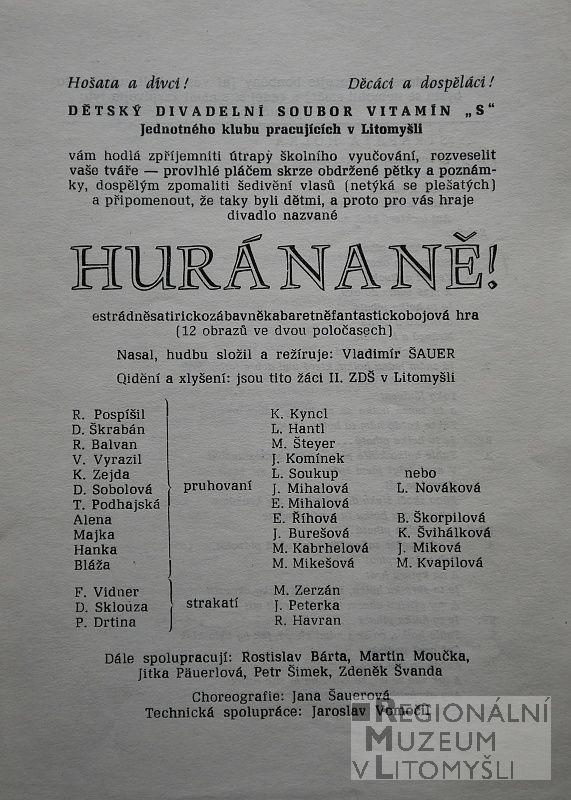 Hošata a dívci! Děcáci a dospěláci!
DĚTSKÝ DIVADELNÍ SOUBOR VITAMÍN „S“
Jednotného klubu pracujících v Litomyšli
vám hodlá zpříjemniti útrapy školního vyučování, rozveselit
vaše tváře — provlhlé pláčem skrze obdržené pětky a poznám-
ky, dospělým zpomaliti šedivění vlasů (netýká se plešatých)
a připomenout, že taky byli dětmi, a proto pro vás hraje
divadlo nazvané
HURÁNANĚ!
estrádněsatirickozábavněkabaretněfantastickobojová hra
(12 obrazů ve dvou poločasech)
Nasal, hudbu složil a režíruje: Vladimír ŠAUER
Qidění a xlyšení: jsou tito žáci II. ZDŠ v Litomyšli
R. Pospíšil K. Kyncl
D. Škrabán L. Hantl
R. Balvan M. Šteyer
V. Vyrazil J. Komínek
K. Zejda L. Soukup nebo
D. Sobolová pruhovaní J. Mihalová L. Nováková
T. Podhajská E. Mihalová
Alena E. Říhová B. Škorpilová
Majka J. Burešová K. Švihálková
Hanka M. Kabrhelová J. Miková
Bláža M. Mikešová M. Kvapilová
F. Vidner M. Zerzán
D. Sklouza strakatí J. Peterka
P. Drtina R. Havran
Dále spolupracují: Rostislav Bárta, Martin Moučka,
Jitka Päuerlová, Petr Šimek, Zdeněk Švanda
Choreografie: Jana Šauerová
Technická spolupráce: Jaroslav Vomočil
REGIONÁLNÍ
MUZEUM
V LITOMYŠLI